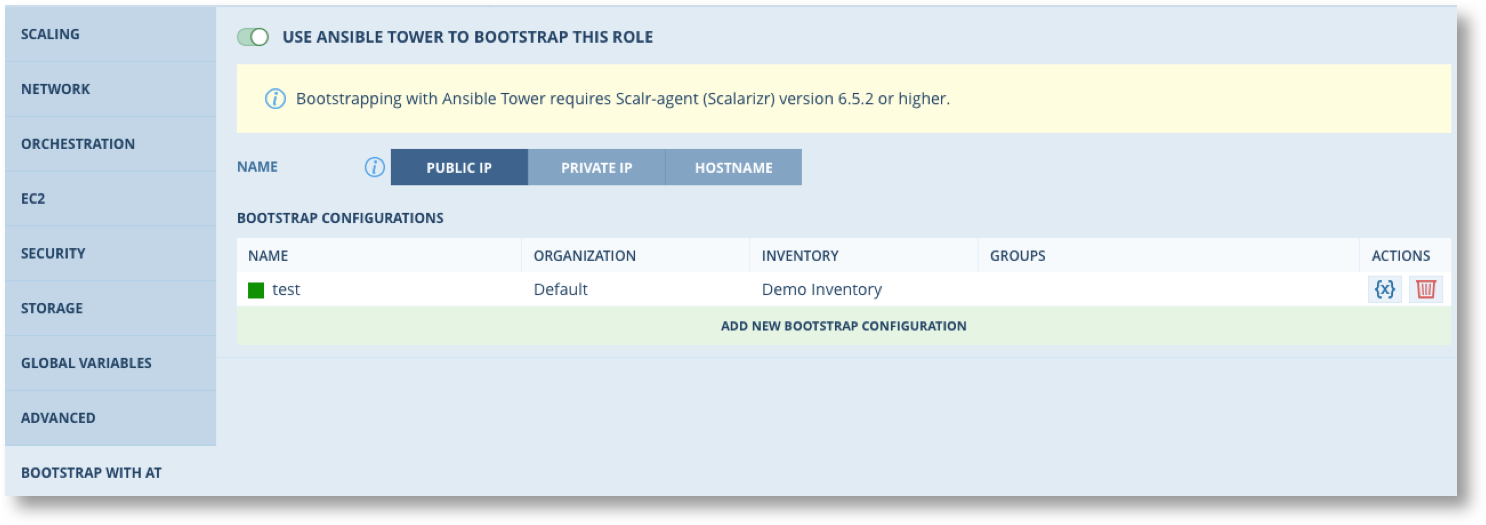 SCALING
NETWORK
ORCHESTRATION
EC2
SECURITY
STORAGE
GLOBAL VARIABLES
ADVANCED
BOOTSTRAP WITH AT
USE ANSIBLE TOWER TO BOOTSTRAP THIS ROLE
i Bootstrapping with Ansible Tower requires Scalr-agent (Scalarizr) version 6.5.2 or higher.
NAME i PUBLIC IP PRIVATE IP HOSTNAME
BOOTSTRAP CONFIGURATIONS
NAME ORGANIZATION INVENTORY GROUPS ACTIONS
test Default Demo Inventory {x}
ADD NEW BOOTSTRAP CONFIGURATION